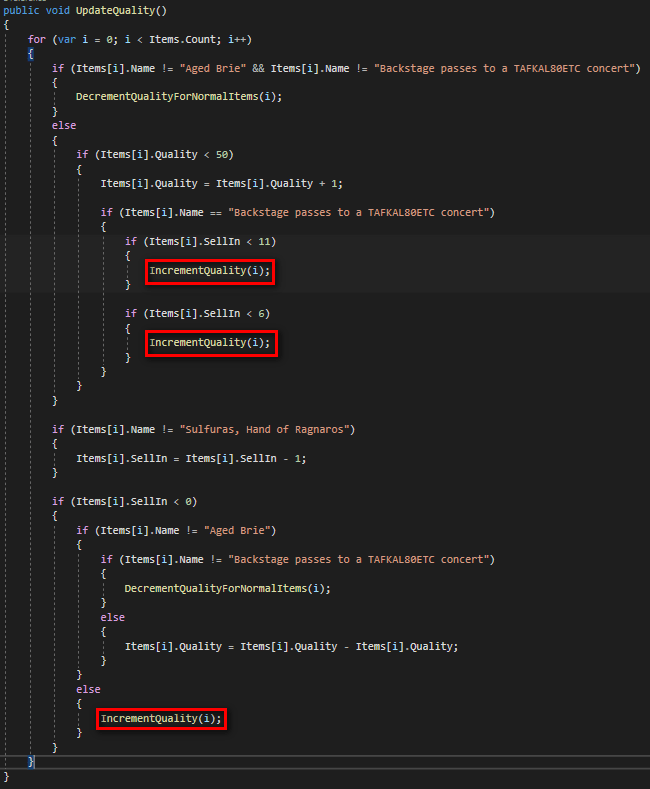 public void UpdateQuality()
{
for (var i = 0; i < Items.Count; i++)
{
if (Items[i].Name != "Aged Brie" && Items[i].Name != "Backstage passes to a TAFKAL80ETC concert")
{
DecrementQualityForNormalItems(i);
}
else
{
if (Items[i].Quality < 50)
{
Items[i].Quality = Items[i].Quality + 1;
if (Items[i].Name == "Backstage passes to a TAFKAL80ETC concert")
{
if (Items[i].SellIn < 11)
{
IncrementQuality(i);
}
if (Items[i].SellIn < 6)
{
IncrementQuality(i);
}
}
}
}
if (Items[i].Name != "Sulfuras, Hand of Ragnaros")
{
Items[i].SellIn = Items[i].SellIn - 1;
}
if (Items[i].SellIn < 0)
{
if (Items[i].Name != "Aged Brie")
{
if (Items[i].Name != "Backstage passes to a TAFKAL80ETC concert")
{
DecrementQualityForNormalItems(i);
}
else
{
Items[i].Quality = Items[i].Quality - Items[i].Quality;
}
}
else
{
IncrementQuality(i);
}
}
}
}